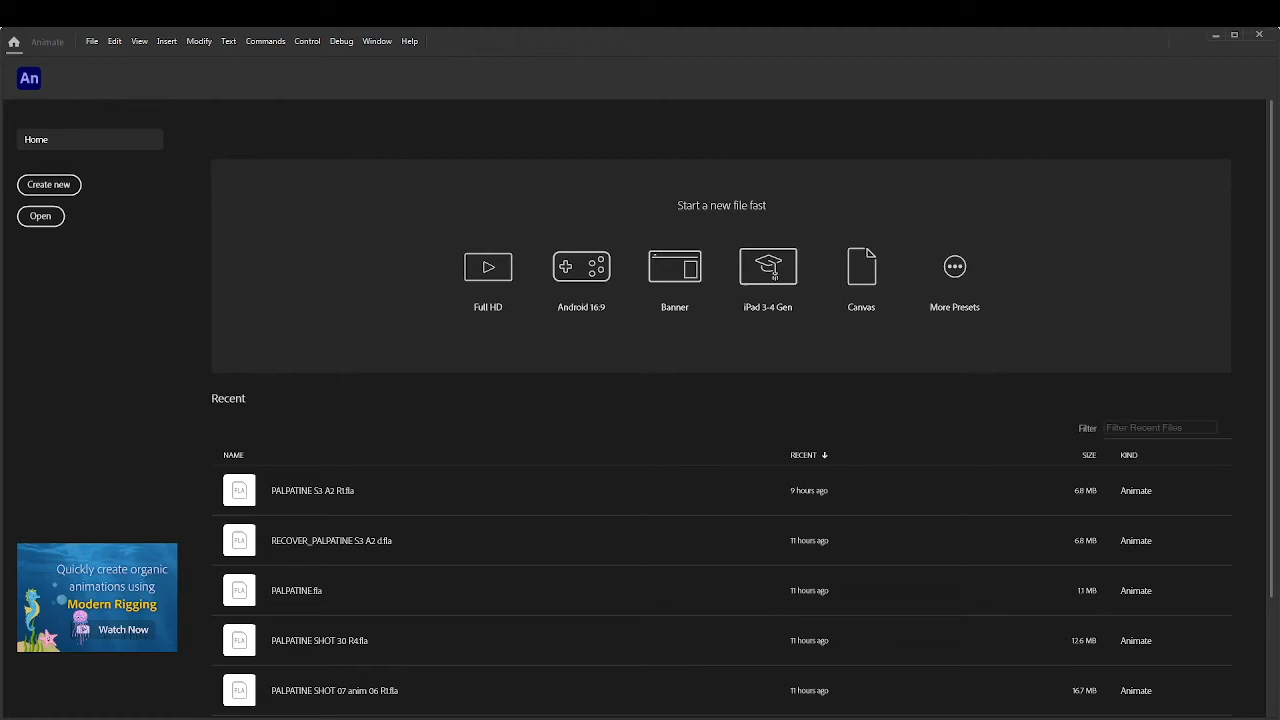 Animate File Edit View Insert Modify Text Commands Control Debug Window Help
An
Home
Create new
Open
Start a new file fast
Full HD Android 16:9 Banner iPad 3-4 Gen Canvas More Presets
Recent
Filter Filter Recent Files
NAME RECENT SIZE KIND
FLA PALPATINE S3 A2 R1.fla 9 hours ago 6.8 MB Animate
FLA RECOVER_PALPATINE S3 A2 d.fla 11 hours ago 6.8 MB Animate
FLA PALPATINE.fla 11 hours ago 1.1 MB Animate
FLA PALPATINE SHOT 30 R4.fla 11 hours ago 12.6 MB Animate
FLA PALPATINE SHOT 07 anim 06 R1.fla 11 hours ago 16.7 MB Animate
Quickly create organic
animations using
Modern Rigging
Watch Now